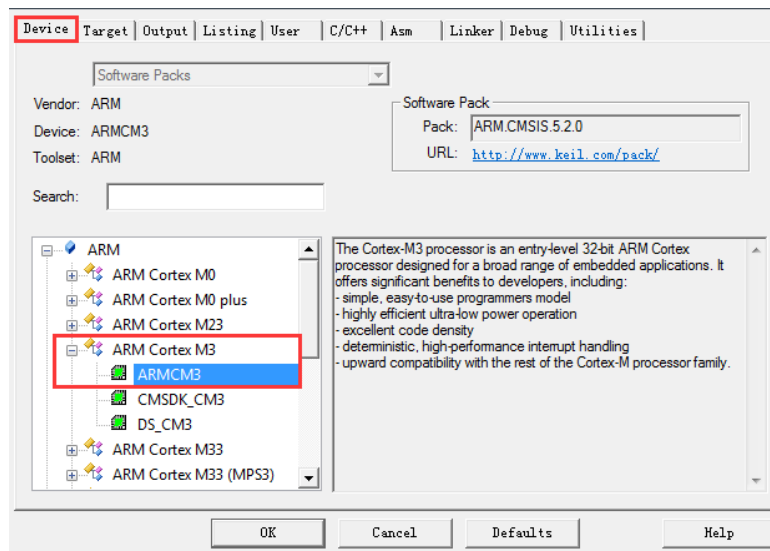 Device Target Output Listing User C/C++ Asm Linker Debug Utilities
Software Packs
Vendor: ARM
Device: ARMCM3
Toolset: ARM
Search:
Software Pack
Pack: ARM.CMSIS.5.2.0
URL: http://www.keil.com/pack/
ARM
ARM Cortex M0
ARM Cortex M0 plus
ARM Cortex M23
ARM Cortex M3
ARMCM3
CMSDK_CM3
DS_CM3
ARM Cortex M33
ARM Cortex M33 (MPS3)
The Cortex-M3 processor is an entry-level 32-bit ARM Cortex
processor designed for a broad range of embedded applications. It
offers significant benefits to developers, including:
- simple, easy-to-use programmers model
- highly efficient ultra-low power operation
- excellent code density
- deterministic, high-performance interrupt handling
- upward compatibility with the rest of the Cortex-M processor family.
OK Cancel Defaults Help